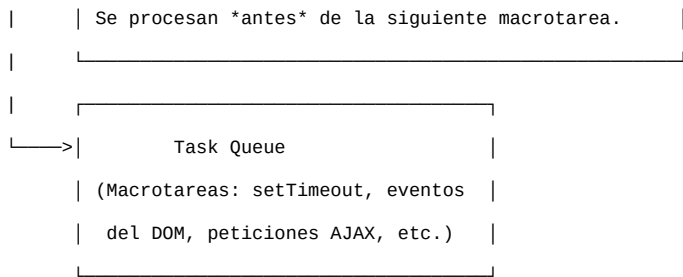 Se procesan *antes* de la siguiente macrotarea.
Task Queue
(Macrotareas: setTimeout, eventos
del DOM, peticiones AJAX, etc.)